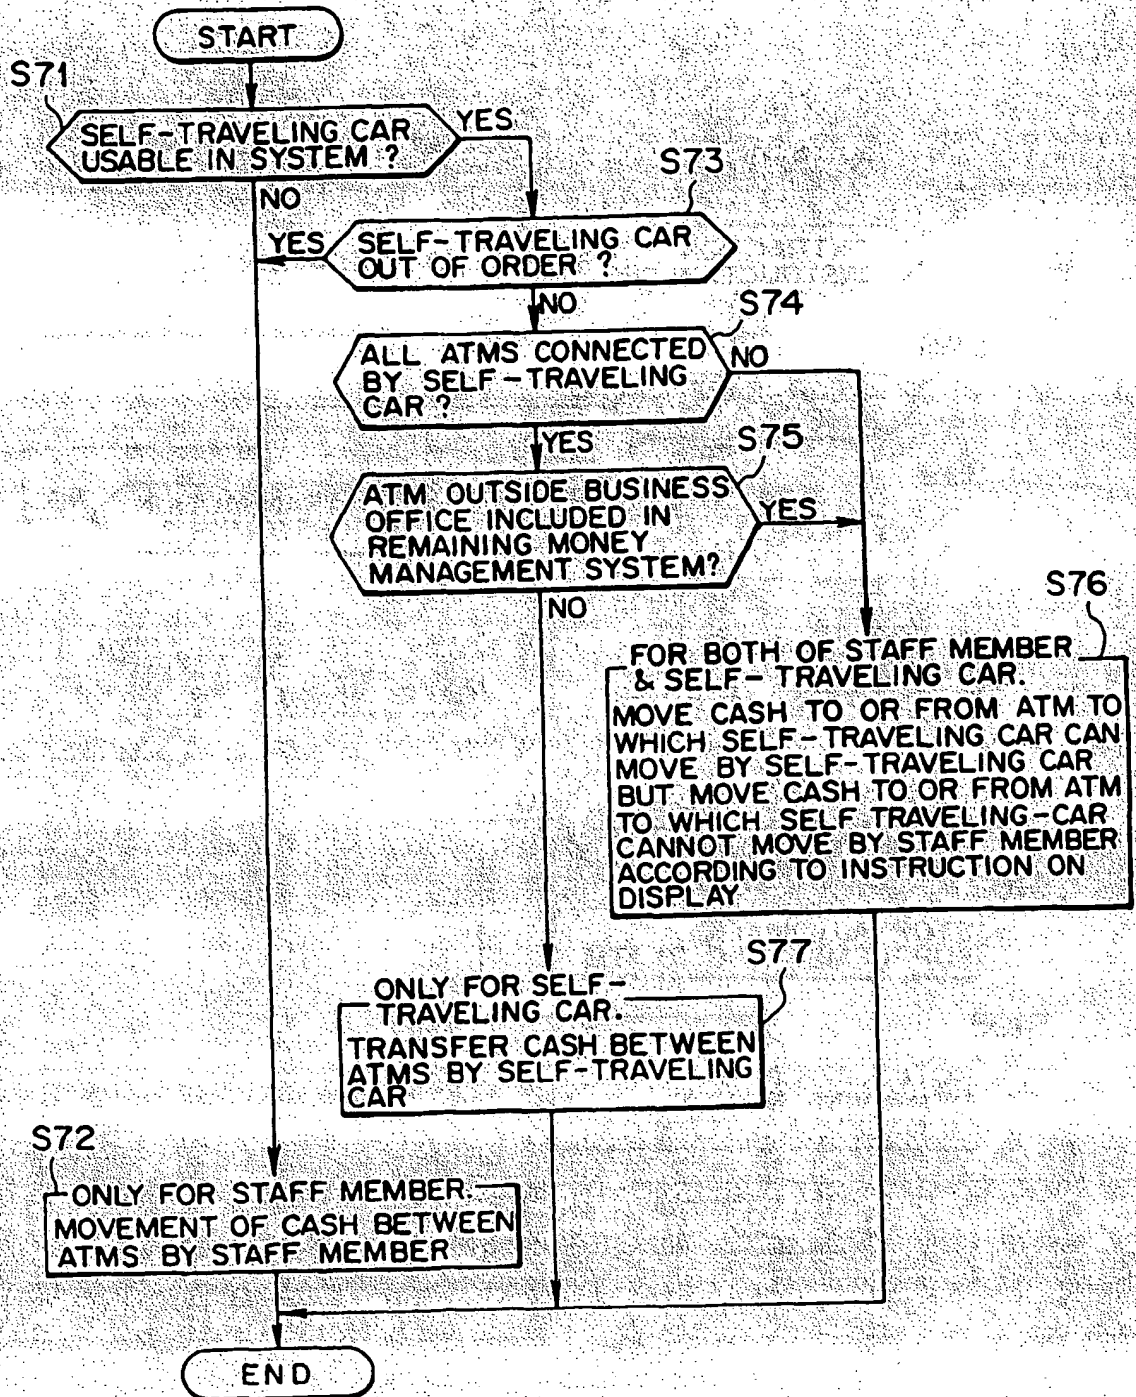 START
S71
SELF-TRAVELING CAR
USABLE IN SYSTEM ?
YES
NO
S73
SELF-TRAVELING CAR
OUT OF ORDER ?
YES
NO
S74
ALL ATMS CONNECTED
BY SELF-TRAVELING
CAR ?
NO
YES
S75
ATM OUTSIDE BUSINESS
OFFICE INCLUDED IN
REMAINING MONEY
MANAGEMENT SYSTEM?
YES
NO
S76
FOR BOTH OF STAFF MEMBER
& SELF- TRAVELING CAR.
MOVE CASH TO OR FROM ATM TO
WHICH SELF-TRAVELING CAR CAN
MOVE BY SELF-TRAVELING CAR
BUT MOVE CASH TO OR FROM ATM
TO WHICH SELF TRAVELING-CAR
CANNOT MOVE BY STAFF MEMBER
ACCORDING TO INSTRUCTION ON
DISPLAY
S77
ONLY FOR SELF-
TRAVELING CAR.
TRANSFER CASH BETWEEN
ATMS BY SELF-TRAVELING
CAR
S72
ONLY FOR STAFF MEMBER.
MOVEMENT OF CASH BETWEEN
ATMS BY STAFF MEMBER
END